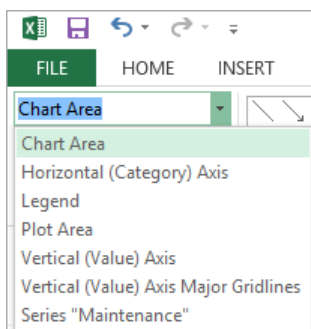 FILE HOME INSERT
Chart Area
Chart Area
Horizontal (Category) Axis
Legend
Plot Area
Vertical (Value) Axis
Vertical (Value) Axis Major Gridlines
Series "Maintenance"